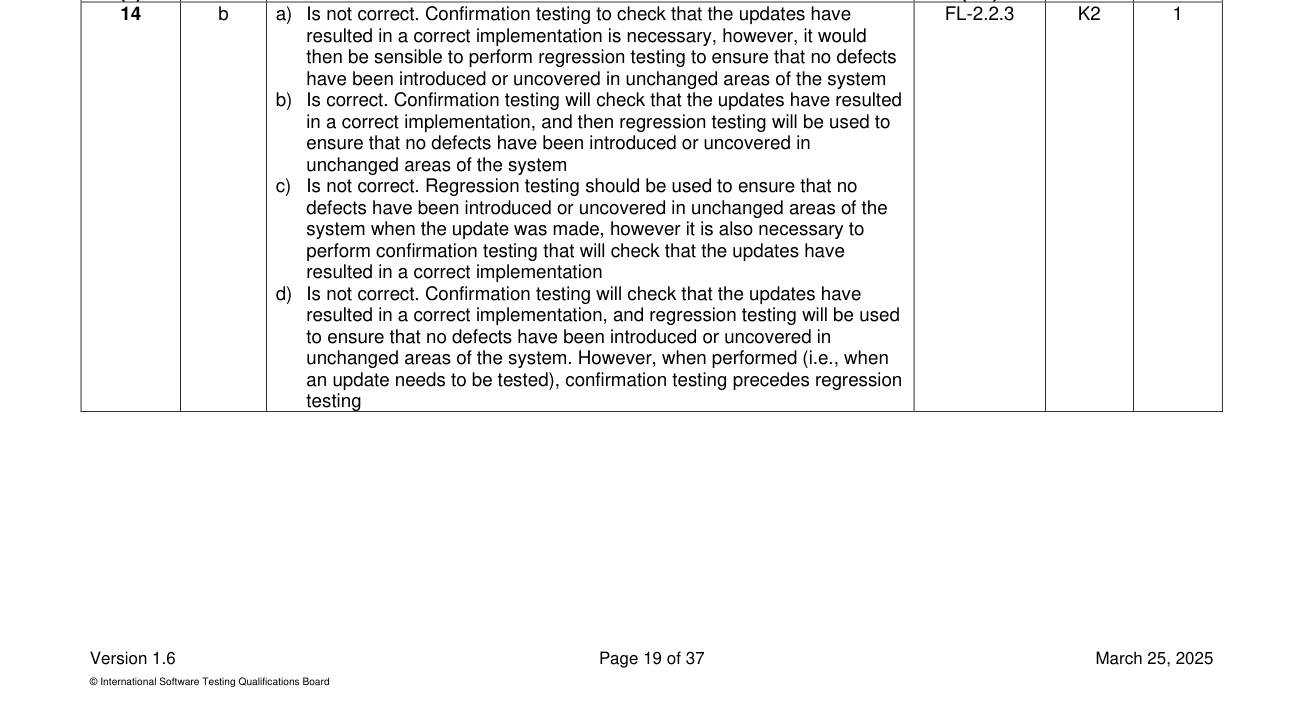 14 b a) Is not correct. Confirmation testing to check that the updates have FL-2.2.3 K2 1
resulted in a correct implementation is necessary, however, it would
then be sensible to perform regression testing to ensure that no defects
have been introduced or uncovered in unchanged areas of the system
b) Is correct. Confirmation testing will check that the updates have resulted
in a correct implementation, and then regression testing will be used to
ensure that no defects have been introduced or uncovered in
unchanged areas of the system
c) Is not correct. Regression testing should be used to ensure that no
defects have been introduced or uncovered in unchanged areas of the
system when the update was made, however it is also necessary to
perform confirmation testing that will check that the updates have
resulted in a correct implementation
d) Is not correct. Confirmation testing will check that the updates have
resulted in a correct implementation, and regression testing will be used
to ensure that no defects have been introduced or uncovered in
unchanged areas of the system. However, when performed (i.e., when
an update needs to be tested), confirmation testing precedes regression
testing
Version 1.6 Page 19 of 37 March 25, 2025
© International Software Testing Qualifications Board